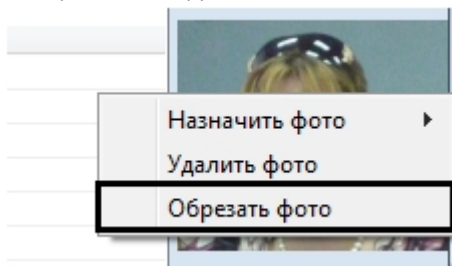 Назначить фото
Удалить фото
Обрезать фото